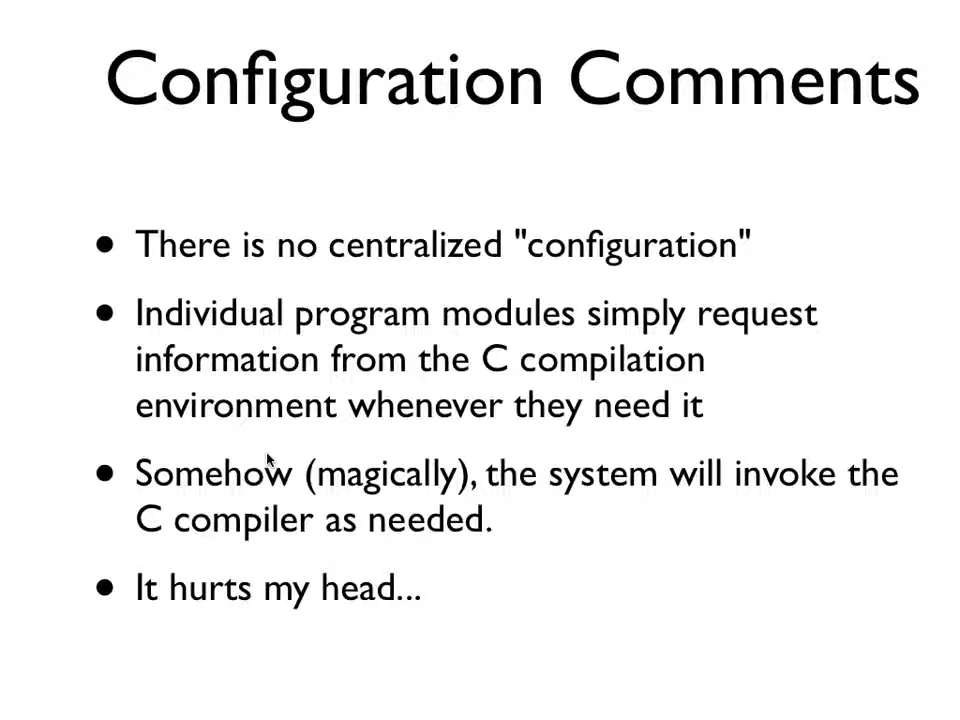 Configuration Comments
• There is no centralized "configuration"
• Individual program modules simply request
information from the C compilation
environment whenever they need it
• Somehow (magically), the system will invoke the
C compiler as needed.
• It hurts my head...